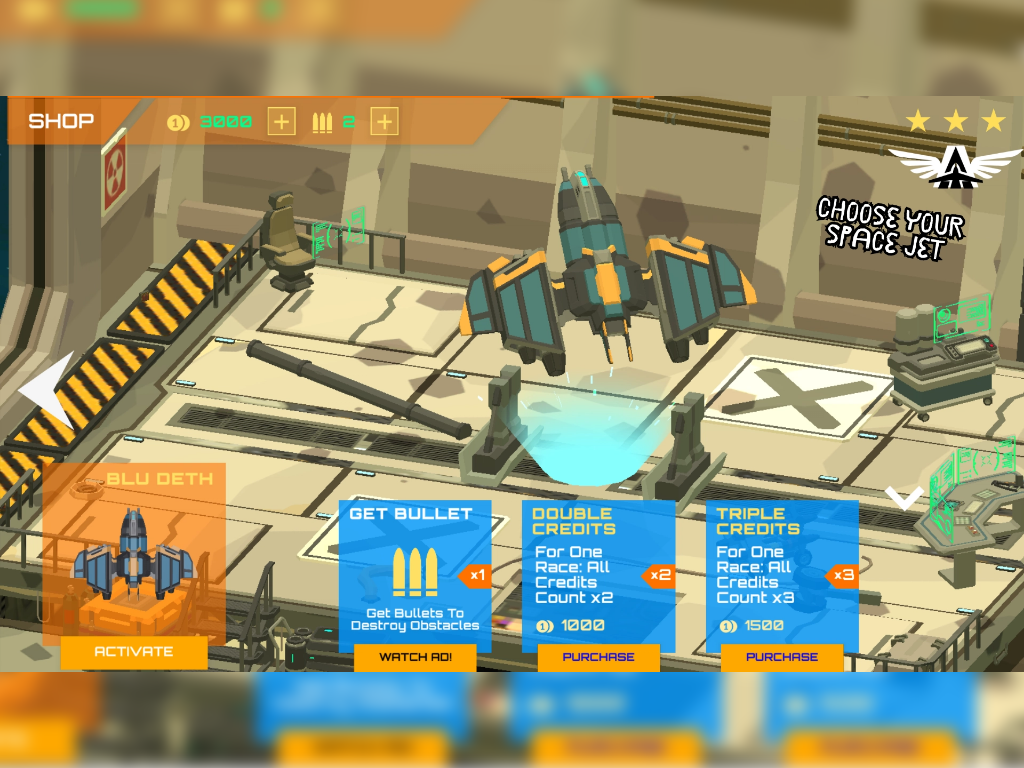 SHOP
3000
2
CHOOSE YOUR
SPACE JET
BLU DETH
ACTIVATE
GET BULLET
x1
Get Bullets To
Destroy Obstacles
WATCH AD!
DOUBLE
CREDITS
For One
Race: All
Credits
Count x2
x2
1000
PURCHASE
TRIPLE
CREDITS
For One
Race: All
Credits
Count x3
x3
1500
PURCHASE